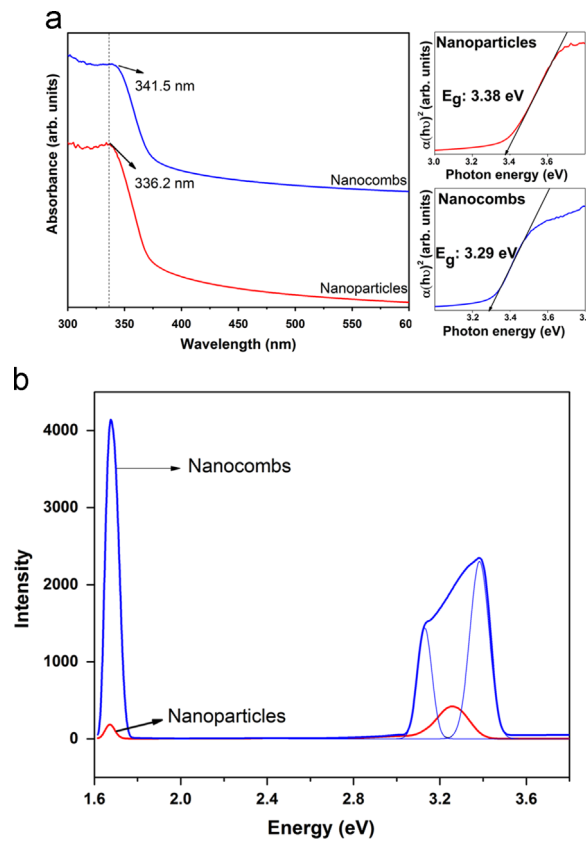 a
341.5 nm
336.2 nm
Nanocombs
Nanoparticles
Absorbance (arb. units)
300 350 400 450 500 550 60
Wavelength (nm)
Nanoparticles
Eg: 3.38 eV
α(hυ)² (arb. units)
3.0 3.2 3.4 3.6
Photon energy (eV)
Nanocombs
Eg: 3.29 eV
α(hυ)² (arb. units)
3.2 3.4 3.6 3.8
Photon energy (eV)
b
4000
3000
2000
1000
0
Intensity
Nanocombs
Nanoparticles
1.6 2.0 2.4 2.8 3.2 3.6
Energy (eV)